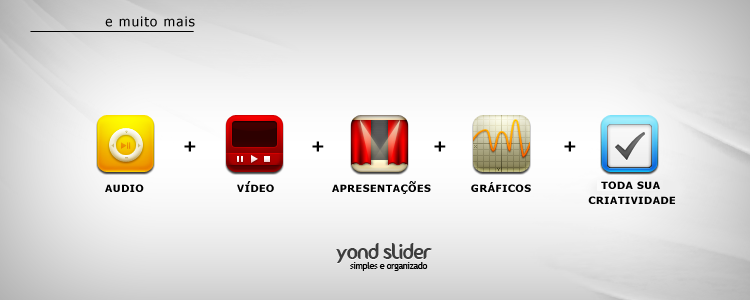 e muito mais
AUDIO + VÍDEO + APRESENTAÇÕES + GRÁFICOS + TODA SUA
CRIATIVIDADE
yond slider
simples e organizado